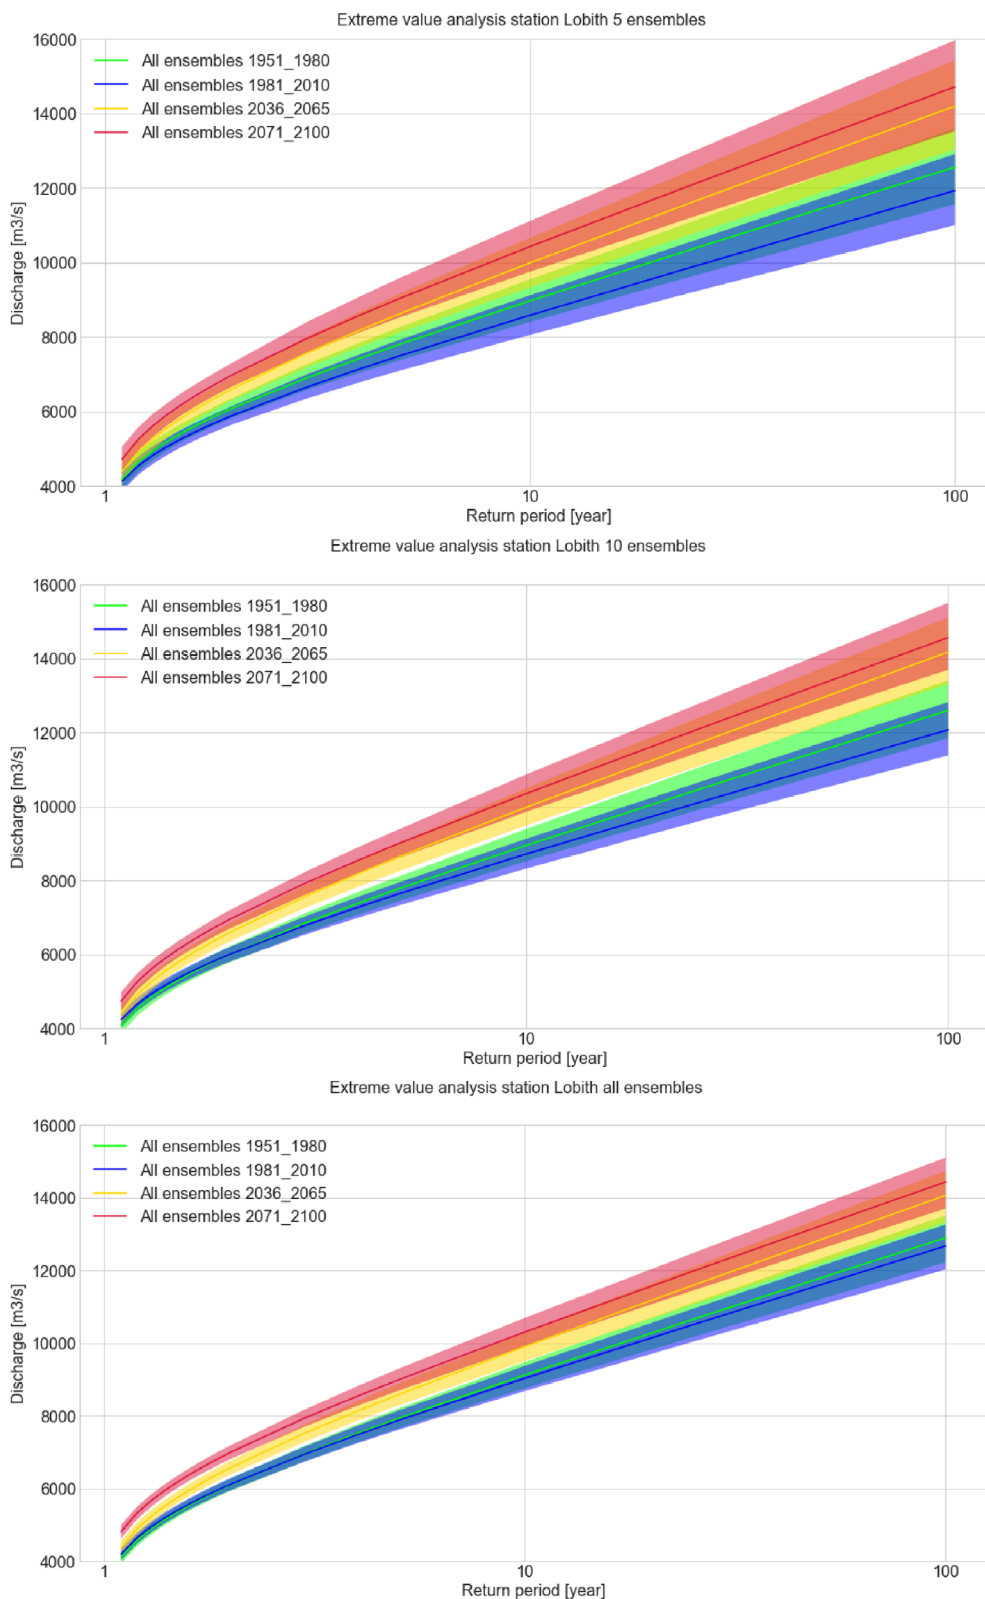 Extreme value analysis station Lobith 5 ensembles
16000
14000
12000
10000
8000
6000
4000
Discharge [m3/s]
All ensembles 1951_1980
All ensembles 1981_2010
All ensembles 2036_2065
All ensembles 2071_2100
1
10
100
Return period [year]
Extreme value analysis station Lobith 10 ensembles
16000
14000
12000
10000
8000
6000
4000
Discharge [m3/s]
All ensembles 1951_1980
All ensembles 1981_2010
All ensembles 2036_2065
All ensembles 2071_2100
1
10
100
Return period [year]
Extreme value analysis station Lobith all ensembles
16000
14000
12000
10000
8000
6000
4000
Discharge [m3/s]
All ensembles 1951_1980
All ensembles 1981_2010
All ensembles 2036_2065
All ensembles 2071_2100
1
10
100
Return period [year]